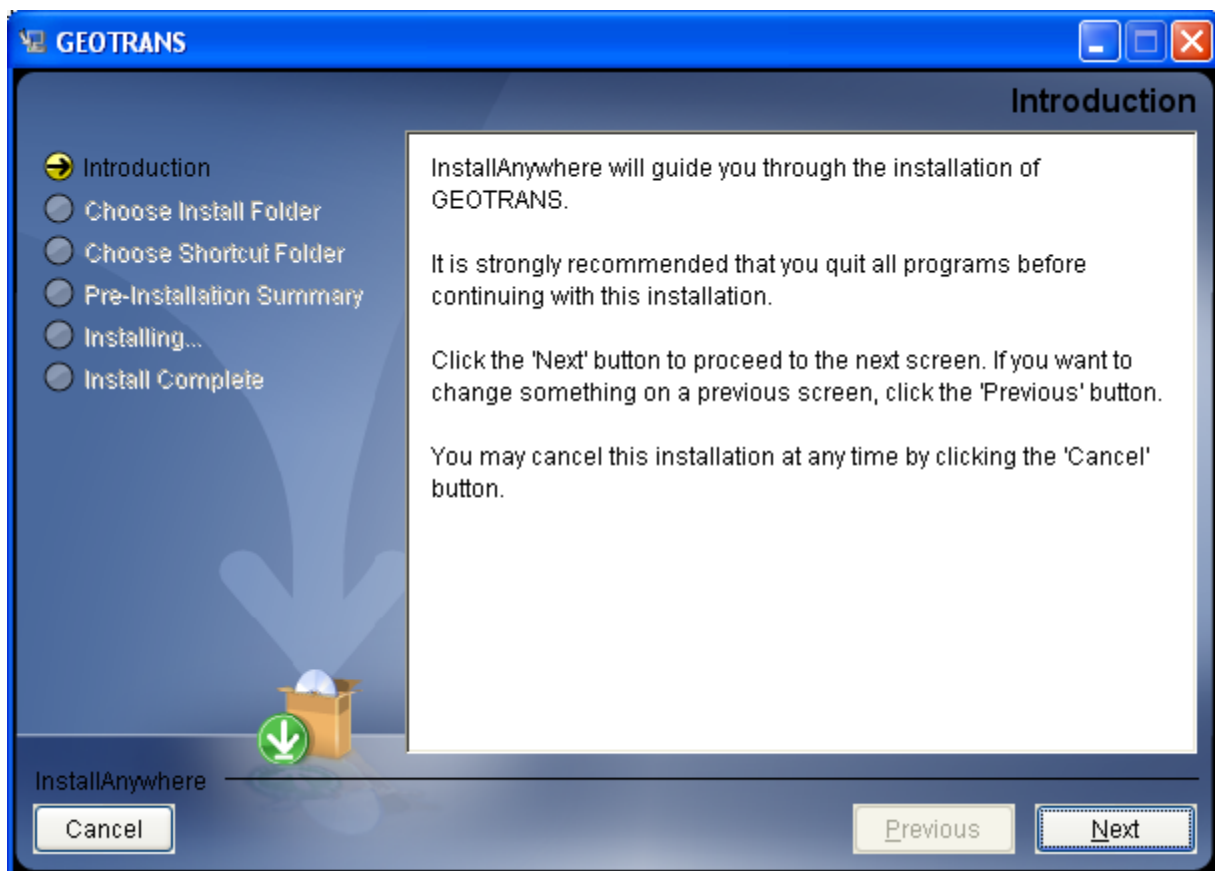 GEOTRANS
Introduction
Introduction
Choose Install Folder
Choose Shortcut Folder
Pre-Installation Summary
Installing...
Install Complete
InstallAnywhere will guide you through the installation of
GEOTRANS.
It is strongly recommended that you quit all programs before
continuing with this installation.
Click the 'Next' button to proceed to the next screen. If you want to
change something on a previous screen, click the 'Previous' button.
You may cancel this installation at any time by clicking the 'Cancel'
button.
InstallAnywhere
Cancel
Previous
Next